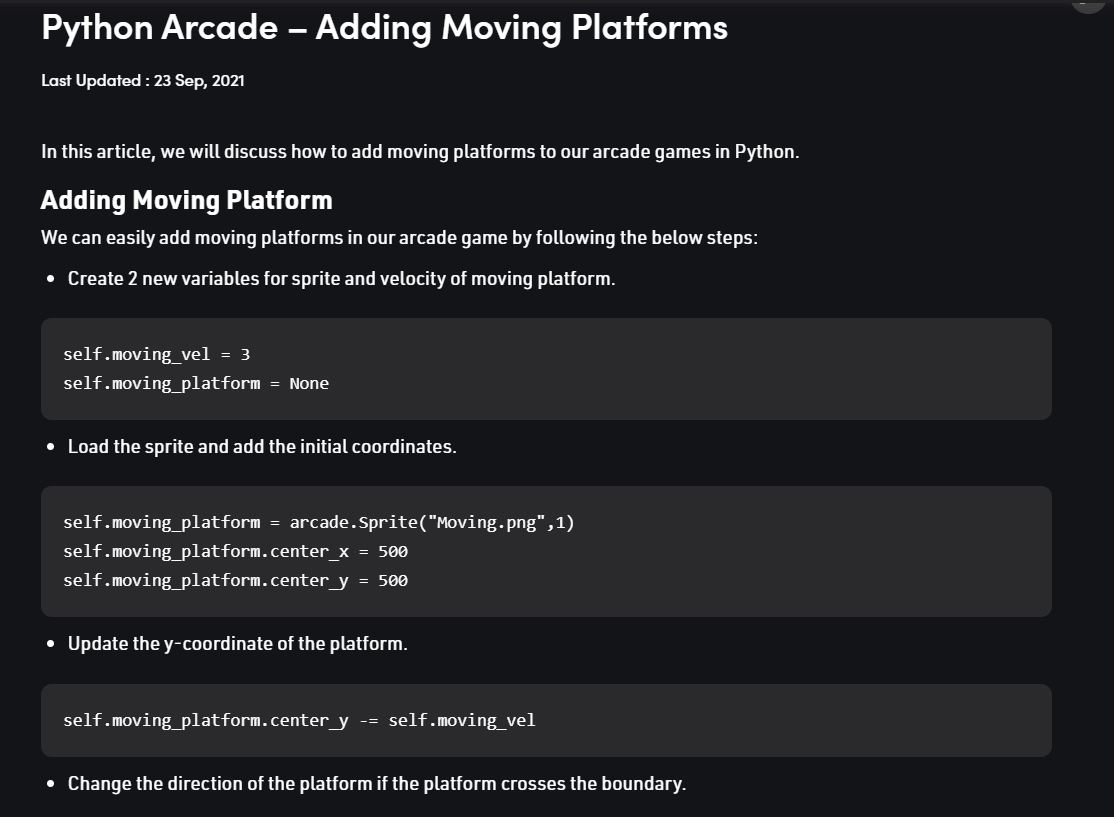 Python Arcade – Adding Moving Platforms
Last Updated : 23 Sep, 2021
In this article, we will discuss how to add moving platforms to our arcade games in Python.
Adding Moving Platform
We can easily add moving platforms in our arcade game by following the below steps:
• Create 2 new variables for sprite and velocity of moving platform.
self.moving_vel = 3
self.moving_platform = None
• Load the sprite and add the initial coordinates.
self.moving_platform = arcade.Sprite("Moving.png",1)
self.moving_platform.center_x = 500
self.moving_platform.center_y = 500
• Update the y-coordinate of the platform.
self.moving_platform.center_y -= self.moving_vel
• Change the direction of the platform if the platform crosses the boundary.